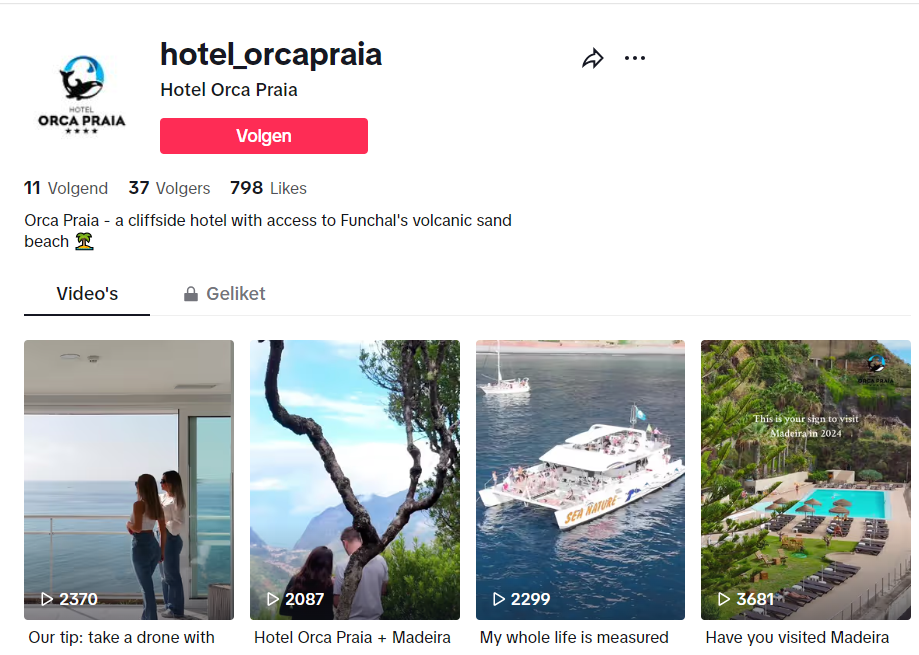 hotel_orcapraia
Hotel Orca Praia
HOTEL
ORCA PRAIA
Volgen
11 Volgend 37 Volgers 798 Likes
Orca Praia - a cliffside hotel with access to Funchal's volcanic sand
beach
Video's Geliket
ORCA PRAIA
This is your sign to visit
Madeira in 2024
SEA NATURE
2370 2087 2299 3681
Our tip: take a drone with
Hotel Orca Praia + Madeira
My whole life is measured
Have you visited Madeira